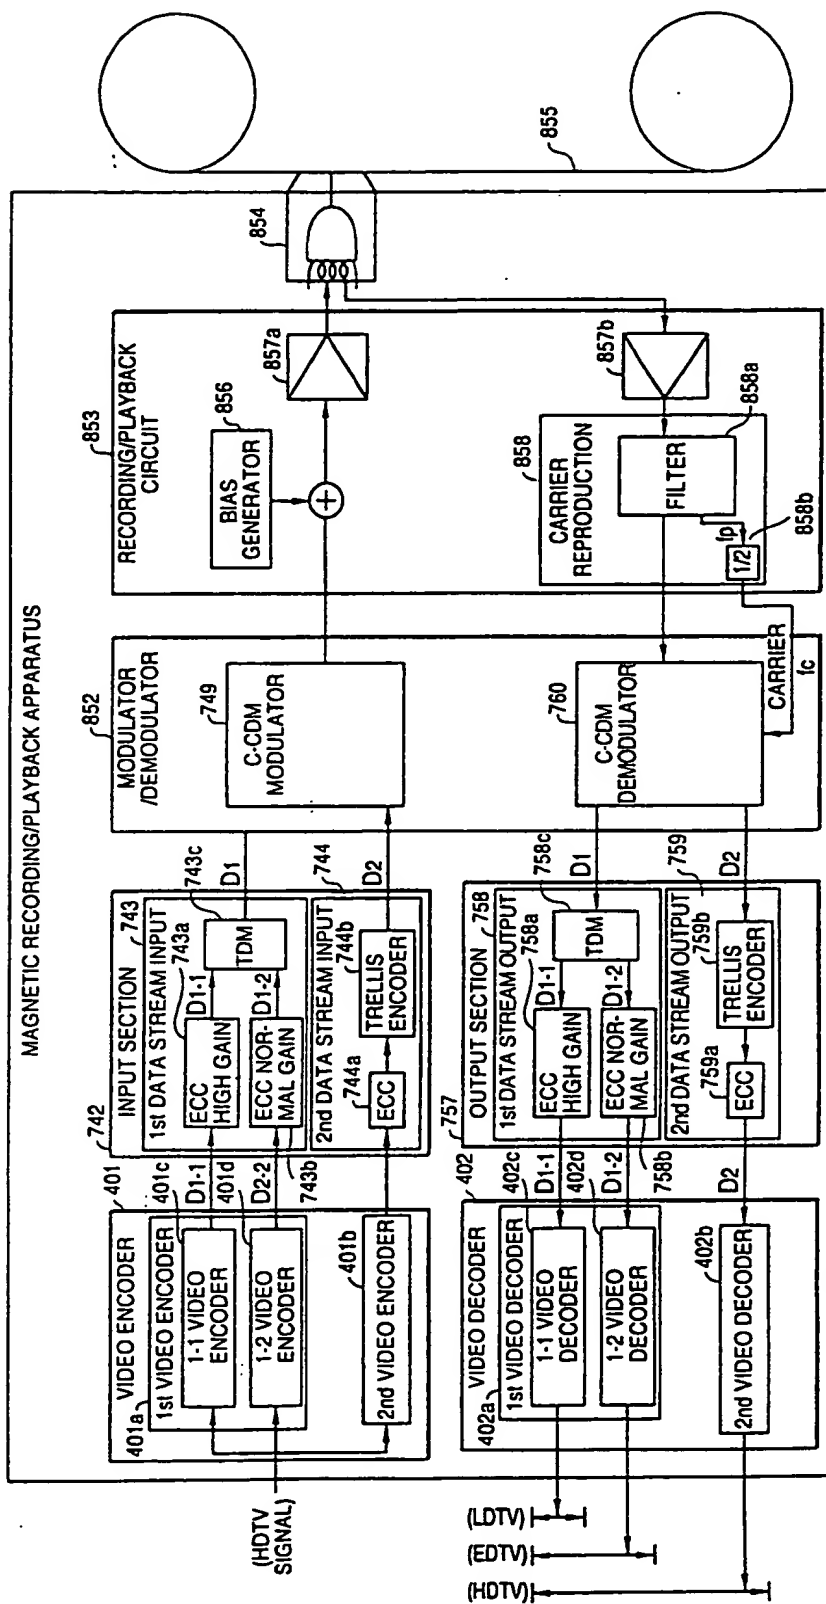 MAGNETIC RECORDING/PLAYBACK APPARATUS
401
VIDEO ENCODER
401a
1st VIDEO ENCODER
401c
1-1 VIDEO
ENCODER
401d
1-2 VIDEO
ENCODER
401b
2nd VIDEO ENCODER
(HDTV
SIGNAL)
D1-1
D2-2
742
INPUT SECTION
743
1st DATA STREAM INPUT
743a
ECC
HIGH GAIN
D1-1
743c
TDM
D1
ECC NOR-
MAL GAIN
D1-2
743b
744
2nd DATA STREAM INPUT
744a
ECC
744b
TRELLIS
ENCODER
D2
852
MODULATOR
/DEMODULATOR
749
C-CDM
MODULATOR
760
C-CDM
DEMODULATOR
CARRIER
fc
853
RECORDING/PLAYBACK
CIRCUIT
856
BIAS
GENERATOR
+
857a
854
855
857b
858
CARRIER
REPRODUCTION
858a
FILTER
fp
1/2
858b
757
OUTPUT SECTION
758
1st DATA STREAM OUTPUT
758a
ECC
HIGH GAIN
D1-1
758c
TDM
D1
ECC NOR-
MAL GAIN
D1-2
758b
759
2nd DATA STREAM OUTPUT
759a
ECC
759b
TRELLIS
ENCODER
D2
402
VIDEO DECODER
402a
1st VIDEO DECODER
402c
D1-1
1-1 VIDEO
DECODER
402d
D1-2
1-2 VIDEO
DECODER
402b
D2
2nd VIDEO DECODER
(LDTV)
(EDTV)
(HDTV)